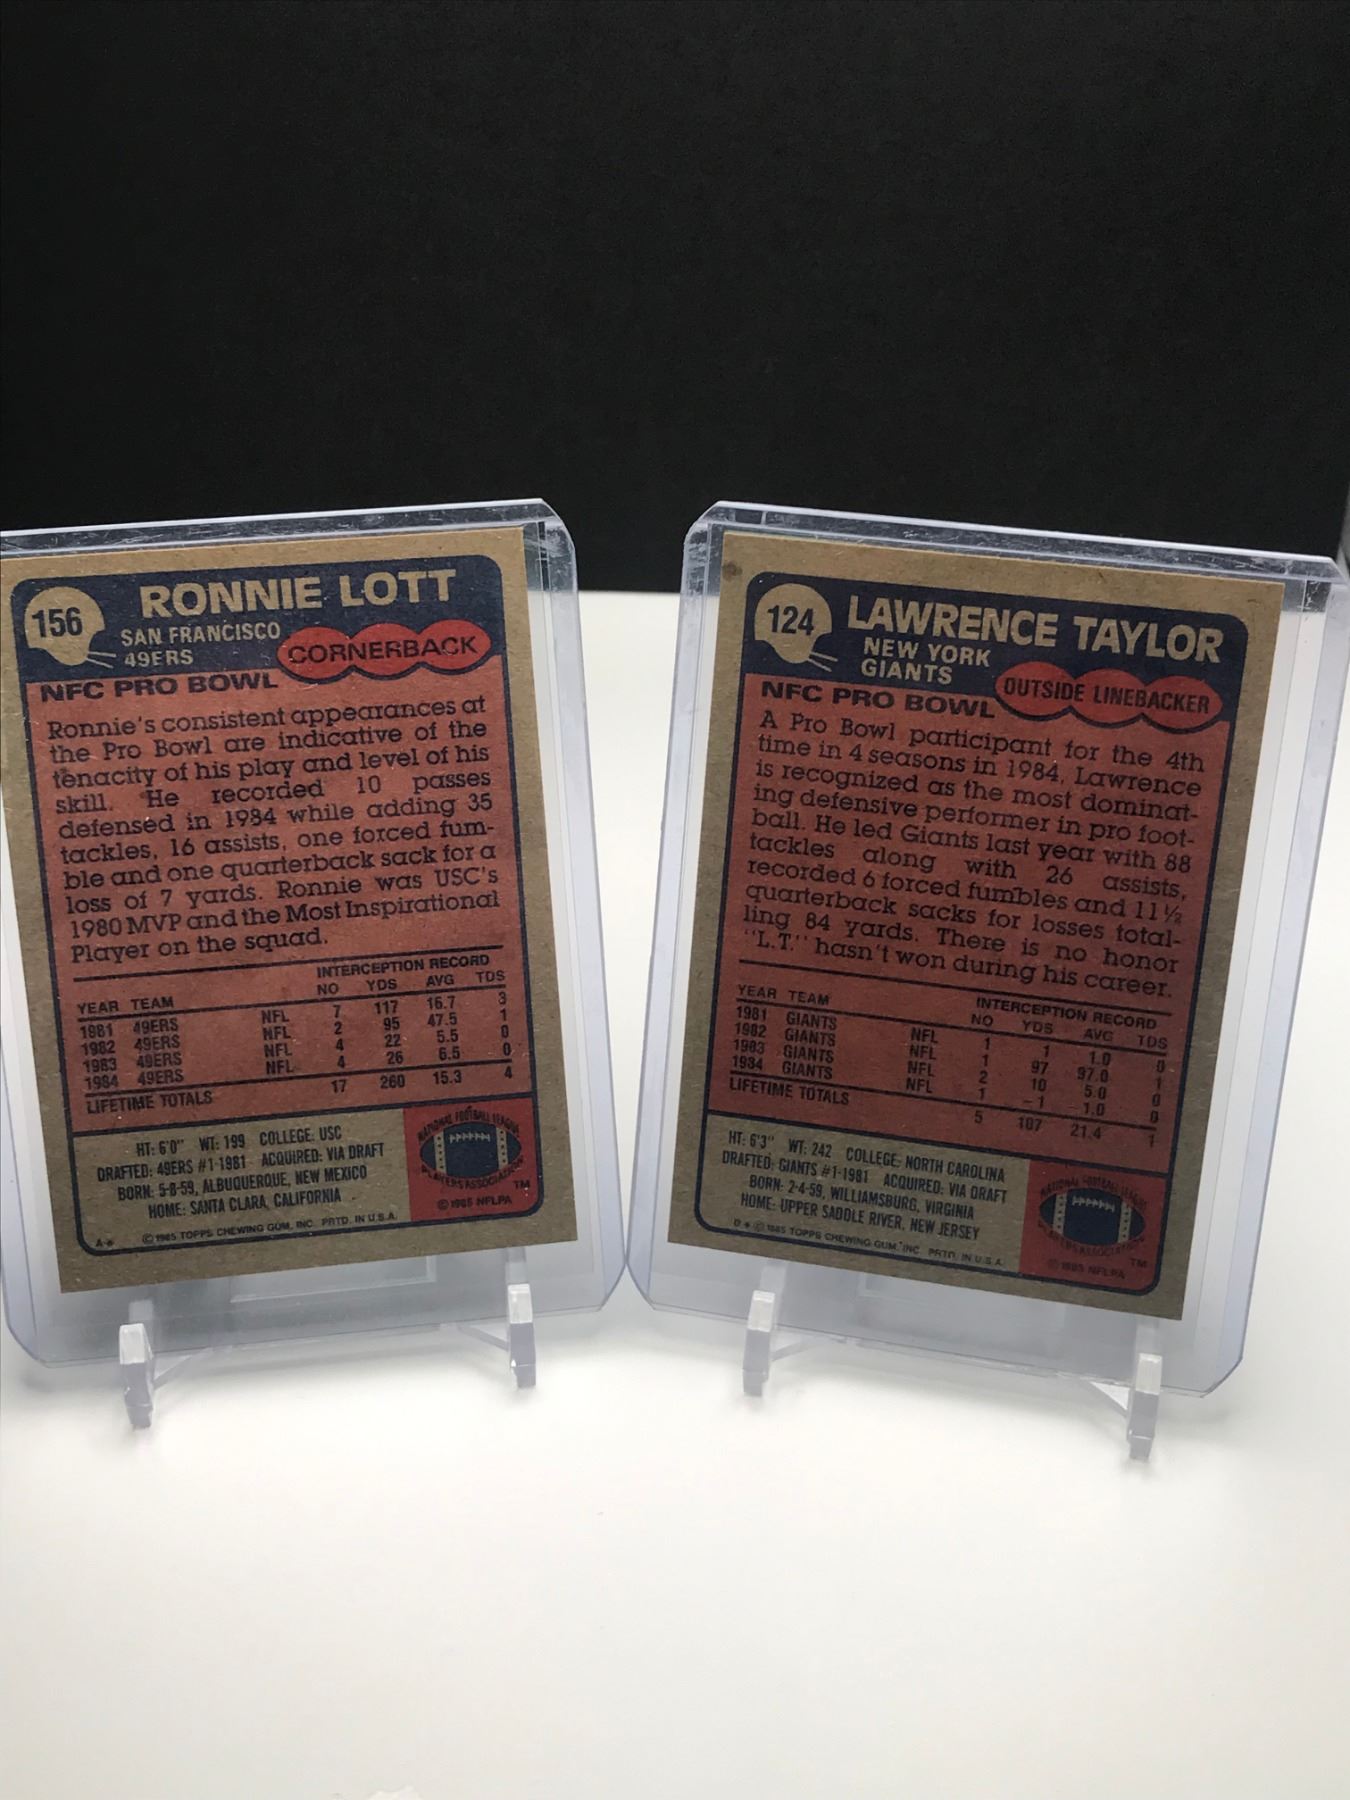 156
RONNIE LOTT
SAN FRANCISCO
49ERS
CORNERBACK
NFC PRO BOWL
Ronnie's consistent appearances at
the Pro Bowl are indicative of the
tenacity of his play and level of his
skill. He recorded 10 passes
defensed in 1984 while adding 35
tackles, 16 assists, one forced fum-
ble and one quarterback sack for a
loss of 7 yards. Ronnie was USC's
1980 MVP and the Most Inspirational
Player on the squad.
INTERCEPTION RECORD
YEAR TEAM NO YDS AVG TDS
1981 49ERS NFL 7 117 16.7 3
1982 49ERS NFL 2 95 47.5 1
1983 49ERS NFL 4 22 5.5 0
1984 49ERS NFL 4 26 6.5 0
LIFETIME TOTALS 17 260 15.3 4
HT: 6'0" WT: 199 COLLEGE: USC
DRAFTED: 49ERS #1-1981 ACQUIRED: VIA DRAFT
BORN: 5-8-59, ALBUQUERQUE, NEW MEXICO
HOME: SANTA CLARA, CALIFORNIA
A* © 1985 TOPPS CHEWING GUM, INC. PRTD. IN U.S.A.
NATIONAL FOOTBALL LEAGUE
PLAYERS ASSOCIATION
TM
© 1985 NFLPA
124
LAWRENCE TAYLOR
NEW YORK
GIANTS
OUTSIDE LINEBACKER
NFC PRO BOWL
A Pro Bowl participant for the 4th
time in 4 seasons in 1984, Lawrence
is recognized as the most dominat-
ing defensive performer in pro foot-
ball. He led Giants last year with 88
tackles along with 26 assists,
recorded 6 forced fumbles and 11½
quarterback sacks for losses total-
ling 84 yards. There is no honor
"L.T." hasn't won during his career.
INTERCEPTION RECORD
YEAR TEAM NO YDS AVG TDS
1981 GIANTS NFL 1 1 1.0 0
1982 GIANTS NFL 1 97 97.0 1
1983 GIANTS NFL 2 10 5.0 0
1984 GIANTS NFL 1 -1 -1.0 0
LIFETIME TOTALS 5 107 21.4 1
HT: 6'3" WT: 242 COLLEGE: NORTH CAROLINA
DRAFTED: GIANTS #1-1981 ACQUIRED: VIA DRAFT
BORN: 2-4-59, WILLIAMSBURG, VIRGINIA
HOME: UPPER SADDLE RIVER, NEW JERSEY
D* © 1985 TOPPS CHEWING GUM, INC. PRTD. IN U.S.A.
NATIONAL FOOTBALL LEAGUE
PLAYERS ASSOCIATION
TM
© 1985 NFLPA